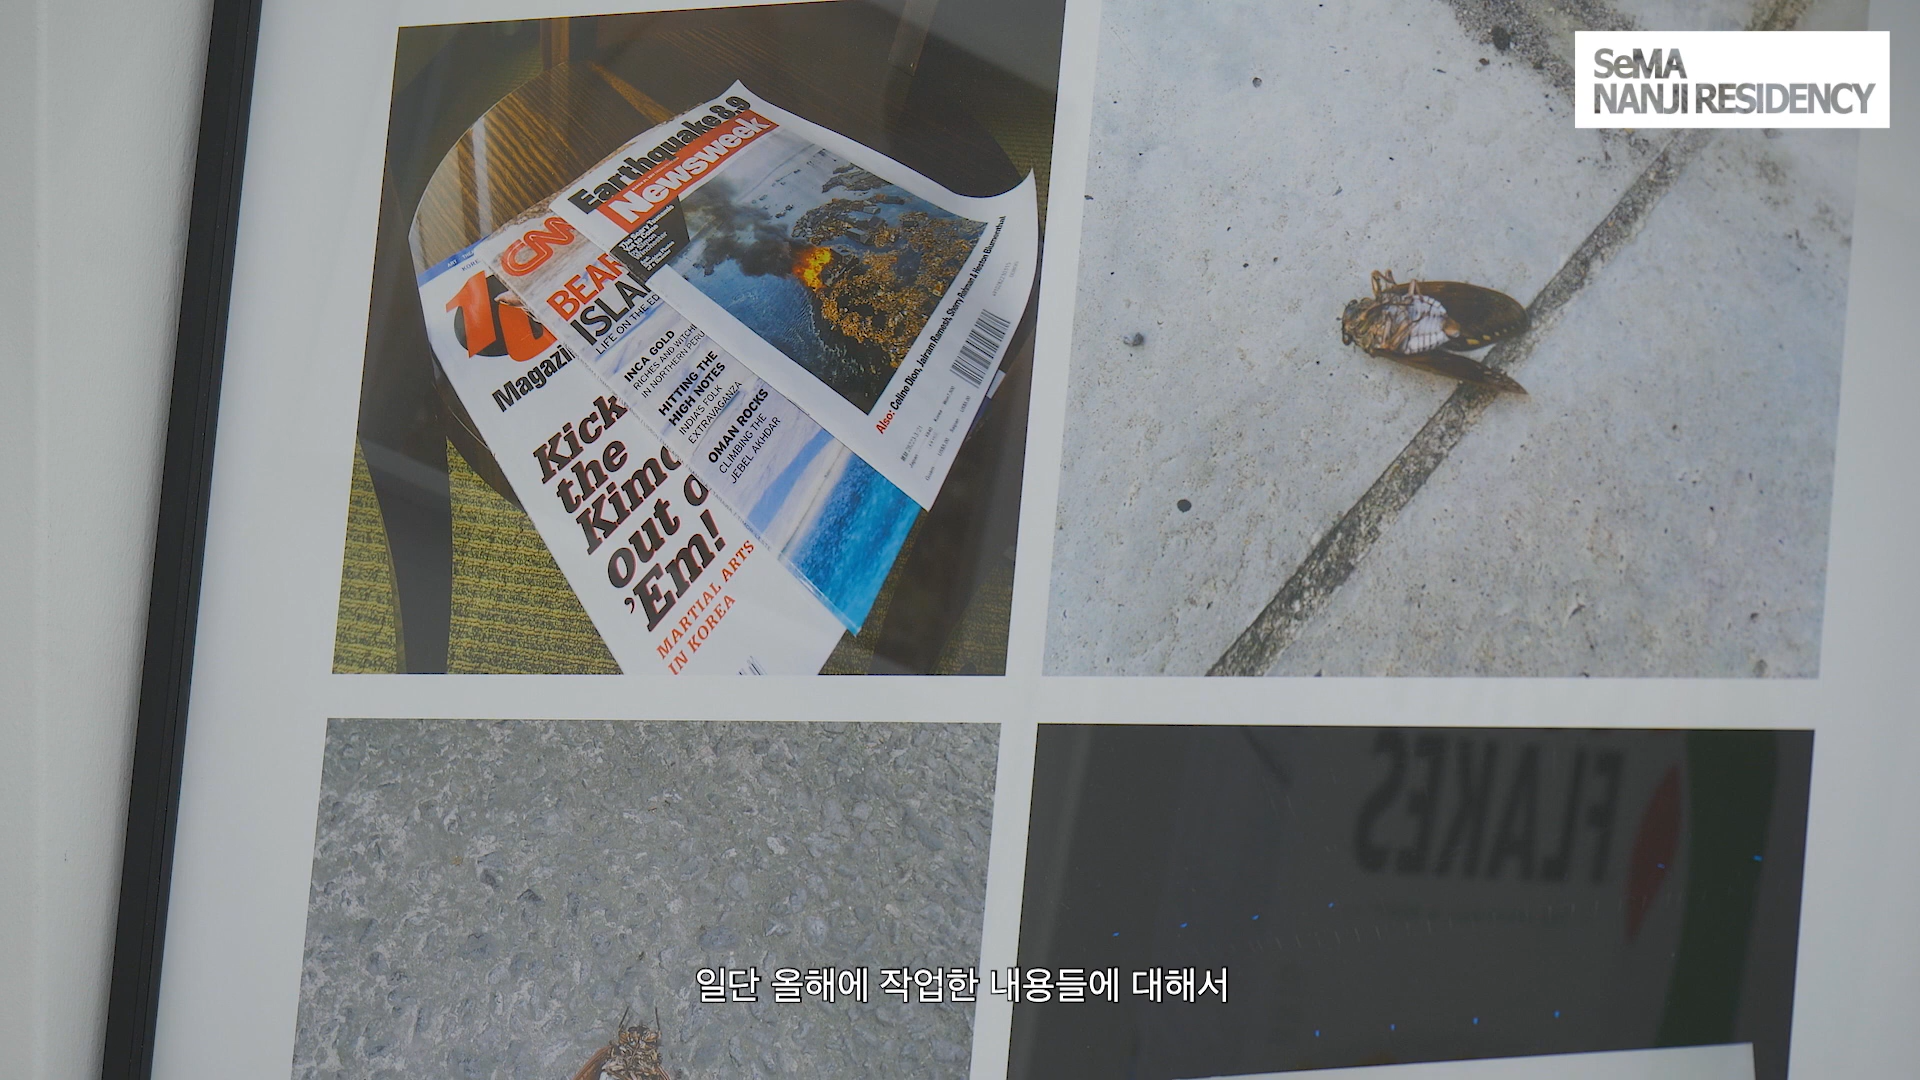 SeMA
NANJI RESIDENCY
Earthquake 8.9
Newsweek
Also: Celine Dion, Jairam Ramesh, Sherry Rehman & Heston Blumenthal
CNN
BEAR
ISLA
LIFE ON THE ED
INCA GOLD
RICHES AND WITCH
IN NORTHERN PERU
HITTING THE
HIGH NOTES
INDIA'S FOLK
EXTRAVAGANZA
OMAN ROCKS
CLIMBING THE
JEBEL AKHDAR
10
Magazi
Kick
the
Kimo
out o
'Em!
MARTIAL ARTS
IN KOREA
FLAKES
일단 올해에 작업한 내용들에 대해서